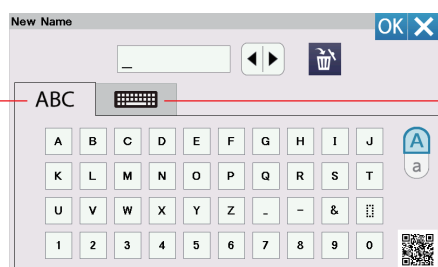 New Name
OK
_
ABC
A B C D E F G H I J
A
K L M N O P Q R S T
a
U V W X Y Z _ - &
1 2 3 4 5 6 7 8 9 0